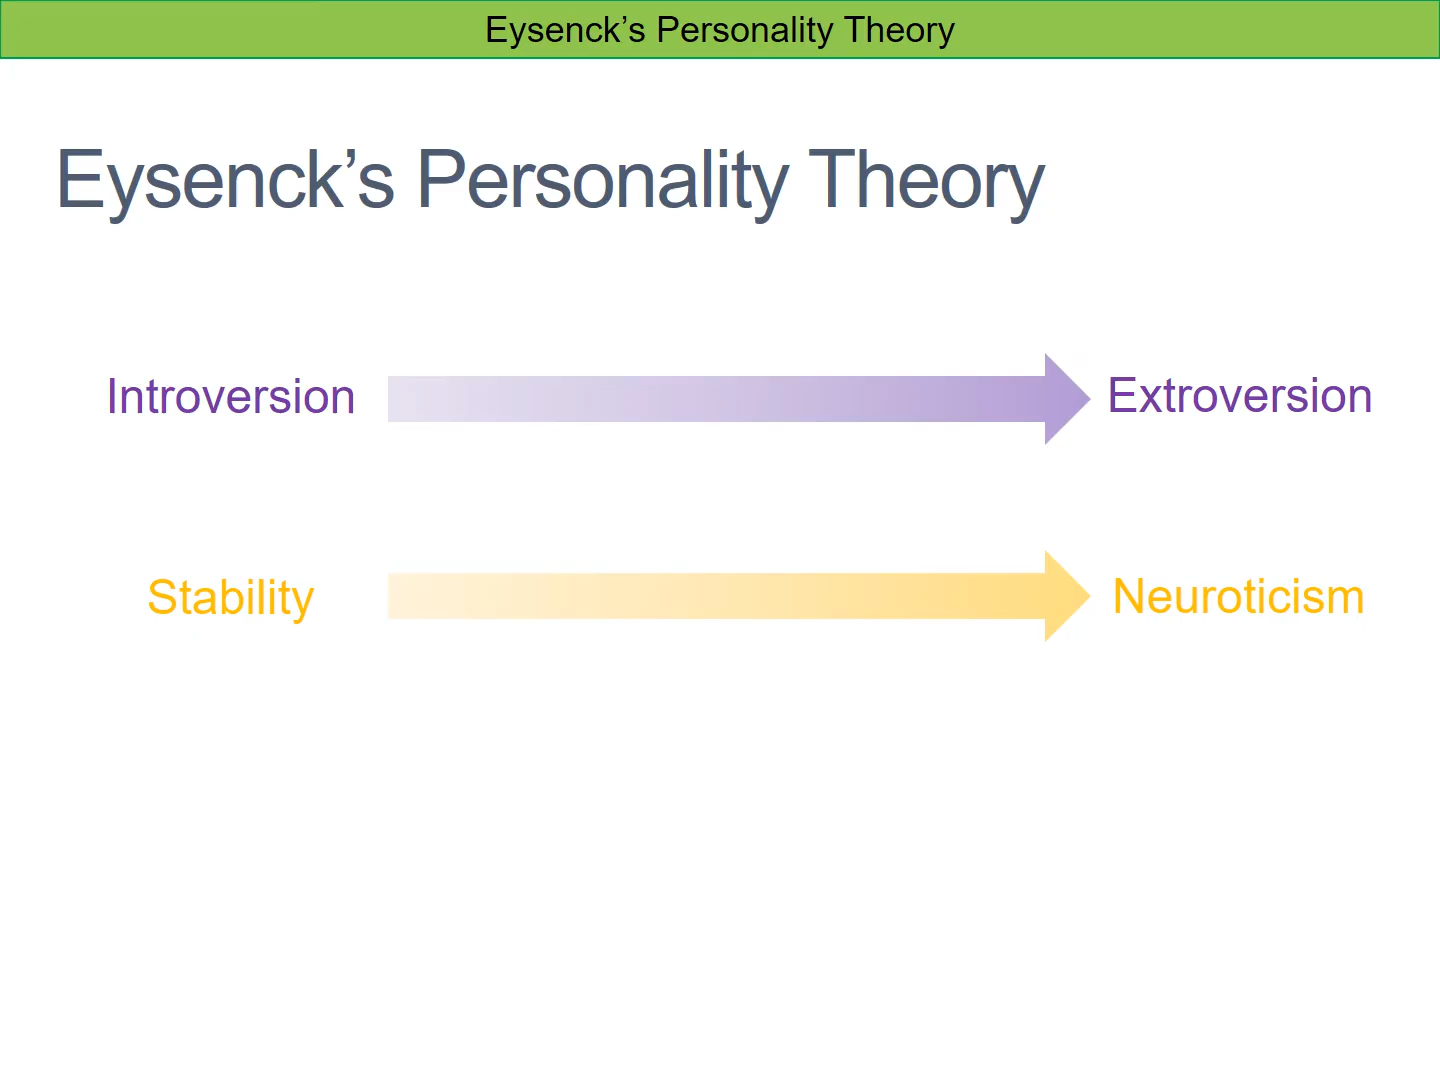 Eysenck’s Personality Theory
Eysenck’s Personality Theory
Introversion Extroversion
Stability Neuroticism